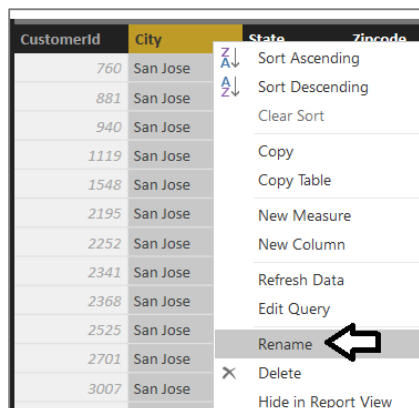 CustomerId City State Zipcode
760 San Jose
881 San Jose
940 San Jose
1119 San Jose
1548 San Jose
2195 San Jose
2252 San Jose
2341 San Jose
2368 San Jose
2525 San Jose
2701 San Jose
3007 San Jose
Z A Sort Ascending
A Z Sort Descending
Clear Sort
Copy
Copy Table
New Measure
New Column
Refresh Data
Edit Query
Rename
Delete
Hide in Report View